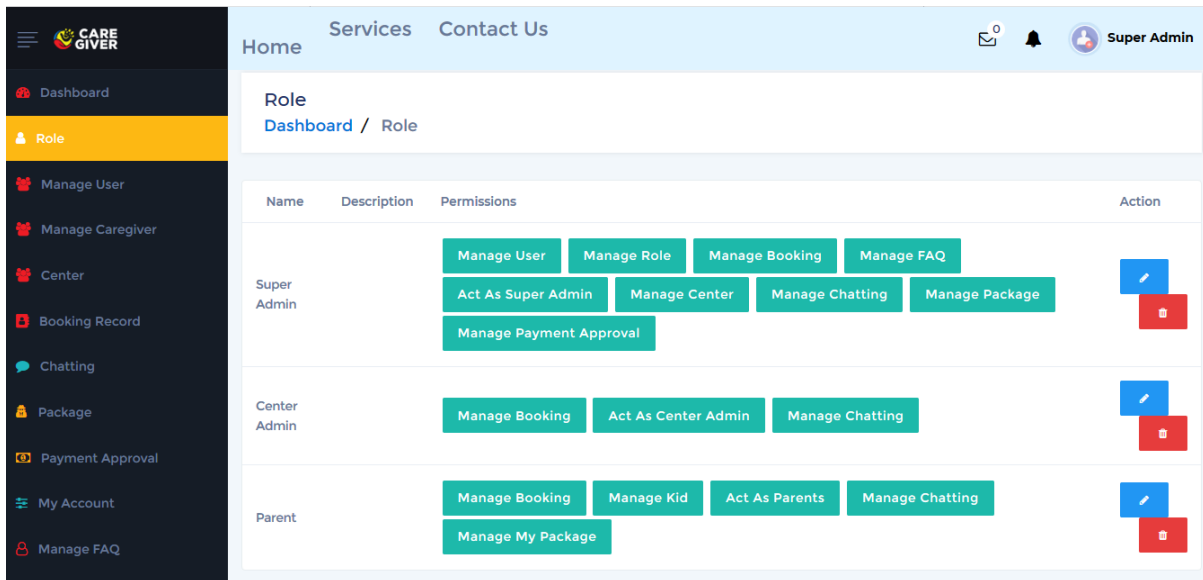 CARE
GIVER
Home
Services
Contact Us
0
Super Admin
Dashboard
Role
Manage User
Manage Caregiver
Center
Booking Record
Chatting
Package
Payment Approval
My Account
Manage FAQ
Role
Dashboard / Role
Name Description Permissions Action
Super
Admin
Manage User Manage Role Manage Booking Manage FAQ
Act As Super Admin Manage Center Manage Chatting Manage Package
Manage Payment Approval
Center
Admin
Manage Booking Act As Center Admin Manage Chatting
Parent
Manage Booking Manage Kid Act As Parents Manage Chatting
Manage My Package